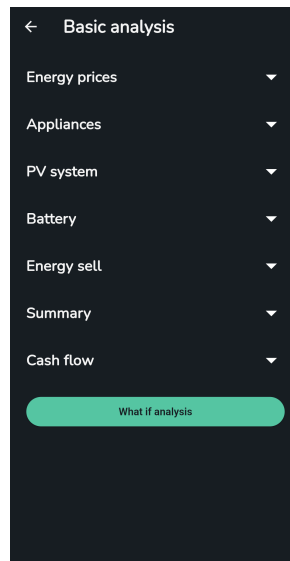 Basic analysis
Energy prices
Appliances
PV system
Battery
Energy sell
Summary
Cash flow
What if analysis